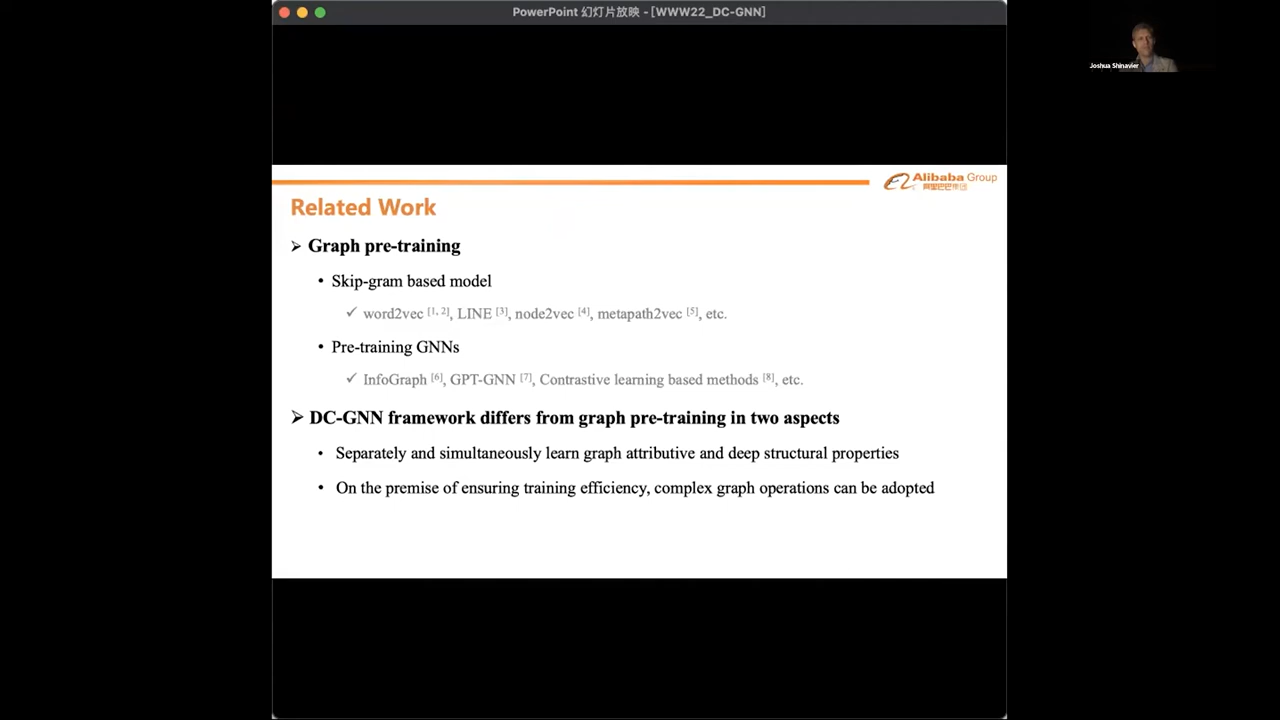 PowerPoint 幻灯片放映 - [WWW22_DC-GNN]
Joshua Shinavier
Alibaba Group
阿里巴巴集团
Related Work
➢ Graph pre-training
• Skip-gram based model
✓ word2vec [1, 2], LINE [3], node2vec [4], metapath2vec [5], etc.
• Pre-training GNNs
✓ InfoGraph [6], GPT-GNN [7], Contrastive learning based methods [8], etc.
➢ DC-GNN framework differs from graph pre-training in two aspects
• Separately and simultaneously learn graph attributive and deep structural properties
• On the premise of ensuring training efficiency, complex graph operations can be adopted